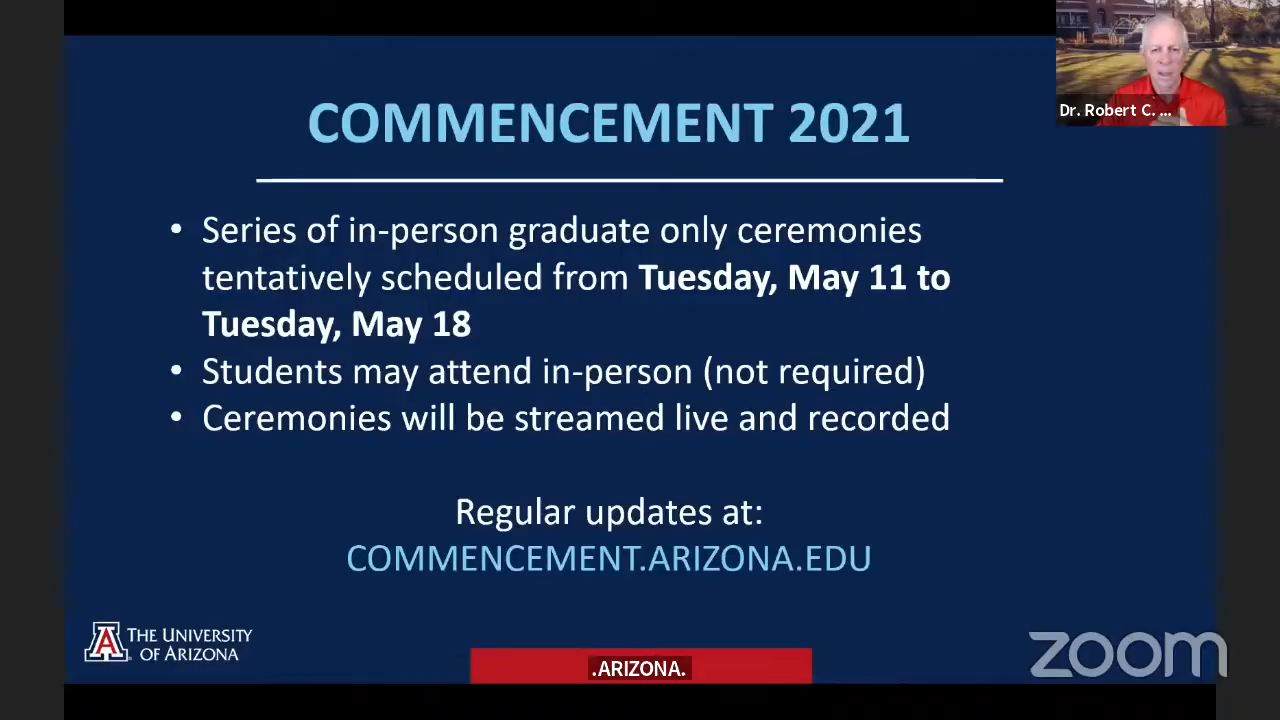 COMMENCEMENT 2021
Dr. Robert C. ...
• Series of in-person graduate only ceremonies
tentatively scheduled from Tuesday, May 11 to
Tuesday, May 18
• Students may attend in-person (not required)
• Ceremonies will be streamed live and recorded
Regular updates at:
COMMENCEMENT.ARIZONA.EDU
A
THE UNIVERSITY
OF ARIZONA
zoom
.ARIZONA.